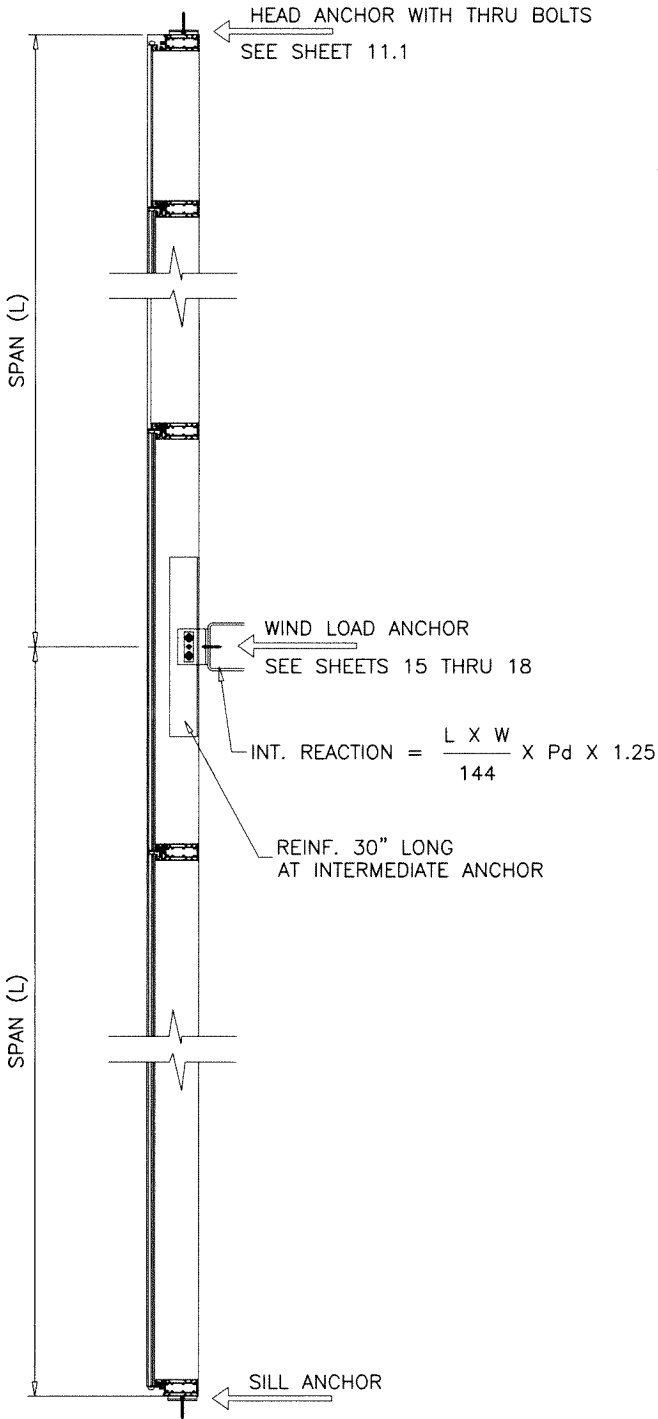 HEAD ANCHOR WITH THRU BOLTS
SEE SHEET 11.1
SPAN (L)
WIND LOAD ANCHOR
SEE SHEETS 15 THRU 18
INT. REACTION = L X W / 144 X Pd X 1.25
REINF. 30" LONG
AT INTERMEDIATE ANCHOR
SPAN (L)
SILL ANCHOR